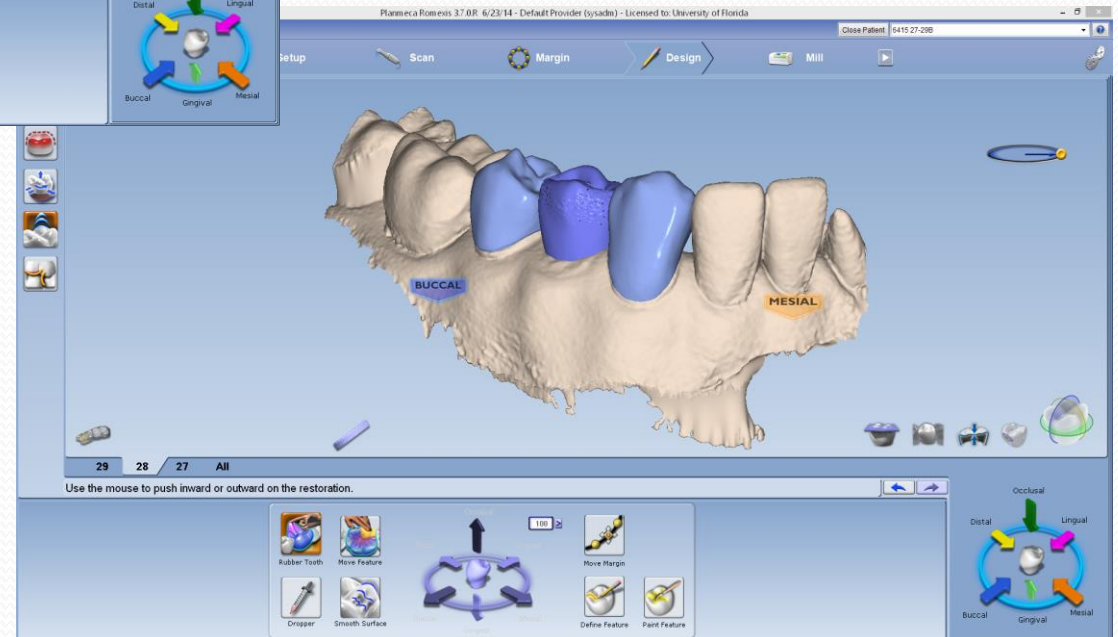 Distal
Lingual
Buccal
Gingival
Mesial
Planmeca Romexis 3.7.0.R 6/23/14 - Default Provider (sysadm) - Licensed to: University of Florida
Close Patient 6415 27-29B
Setup Scan Margin Design Mill
BUCCAL
MESIAL
29 28 27 All
Use the mouse to push inward or outward on the restoration.
Occlusal
100
Rubber Tooth Move Feature Move Margin
Dropper Smooth Surface Define Feature Paint Feature
Occlusal
Distal Lingual
Buccal Gingival Mesial